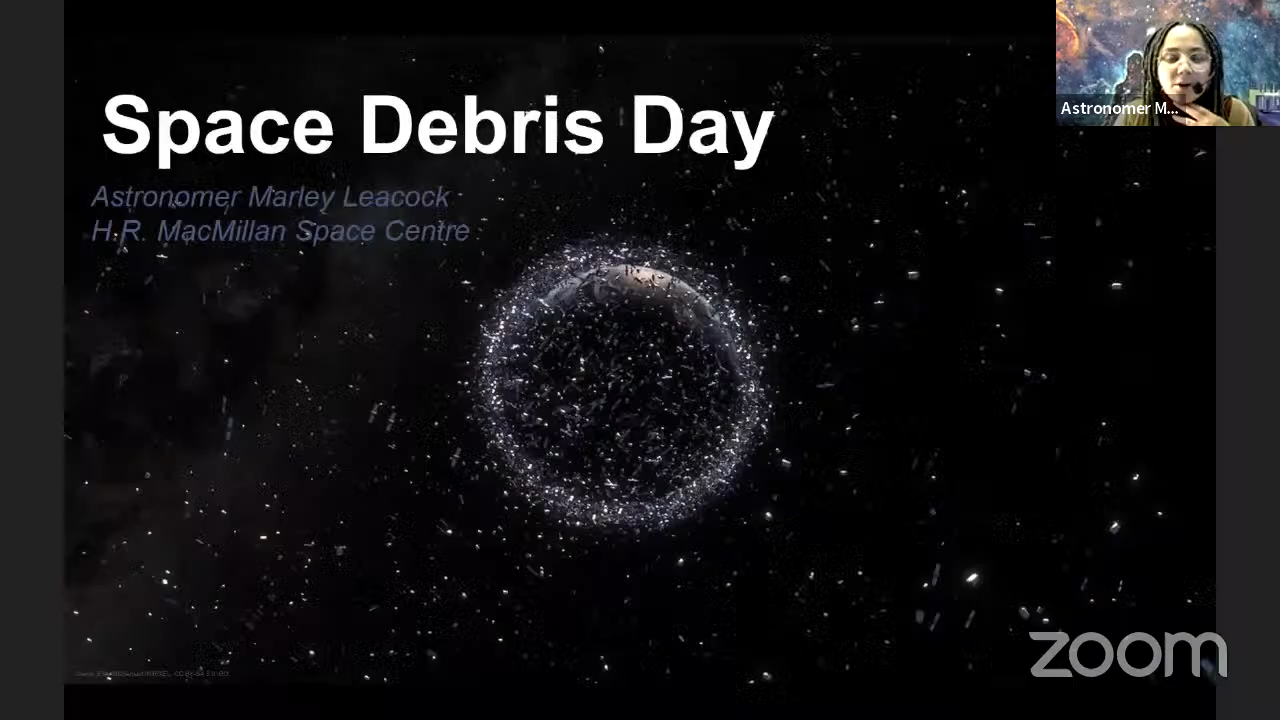 Space Debris Day
Astronomer Marley Leacock
H.R. MacMillan Space Centre
Astronomer M...
zoom